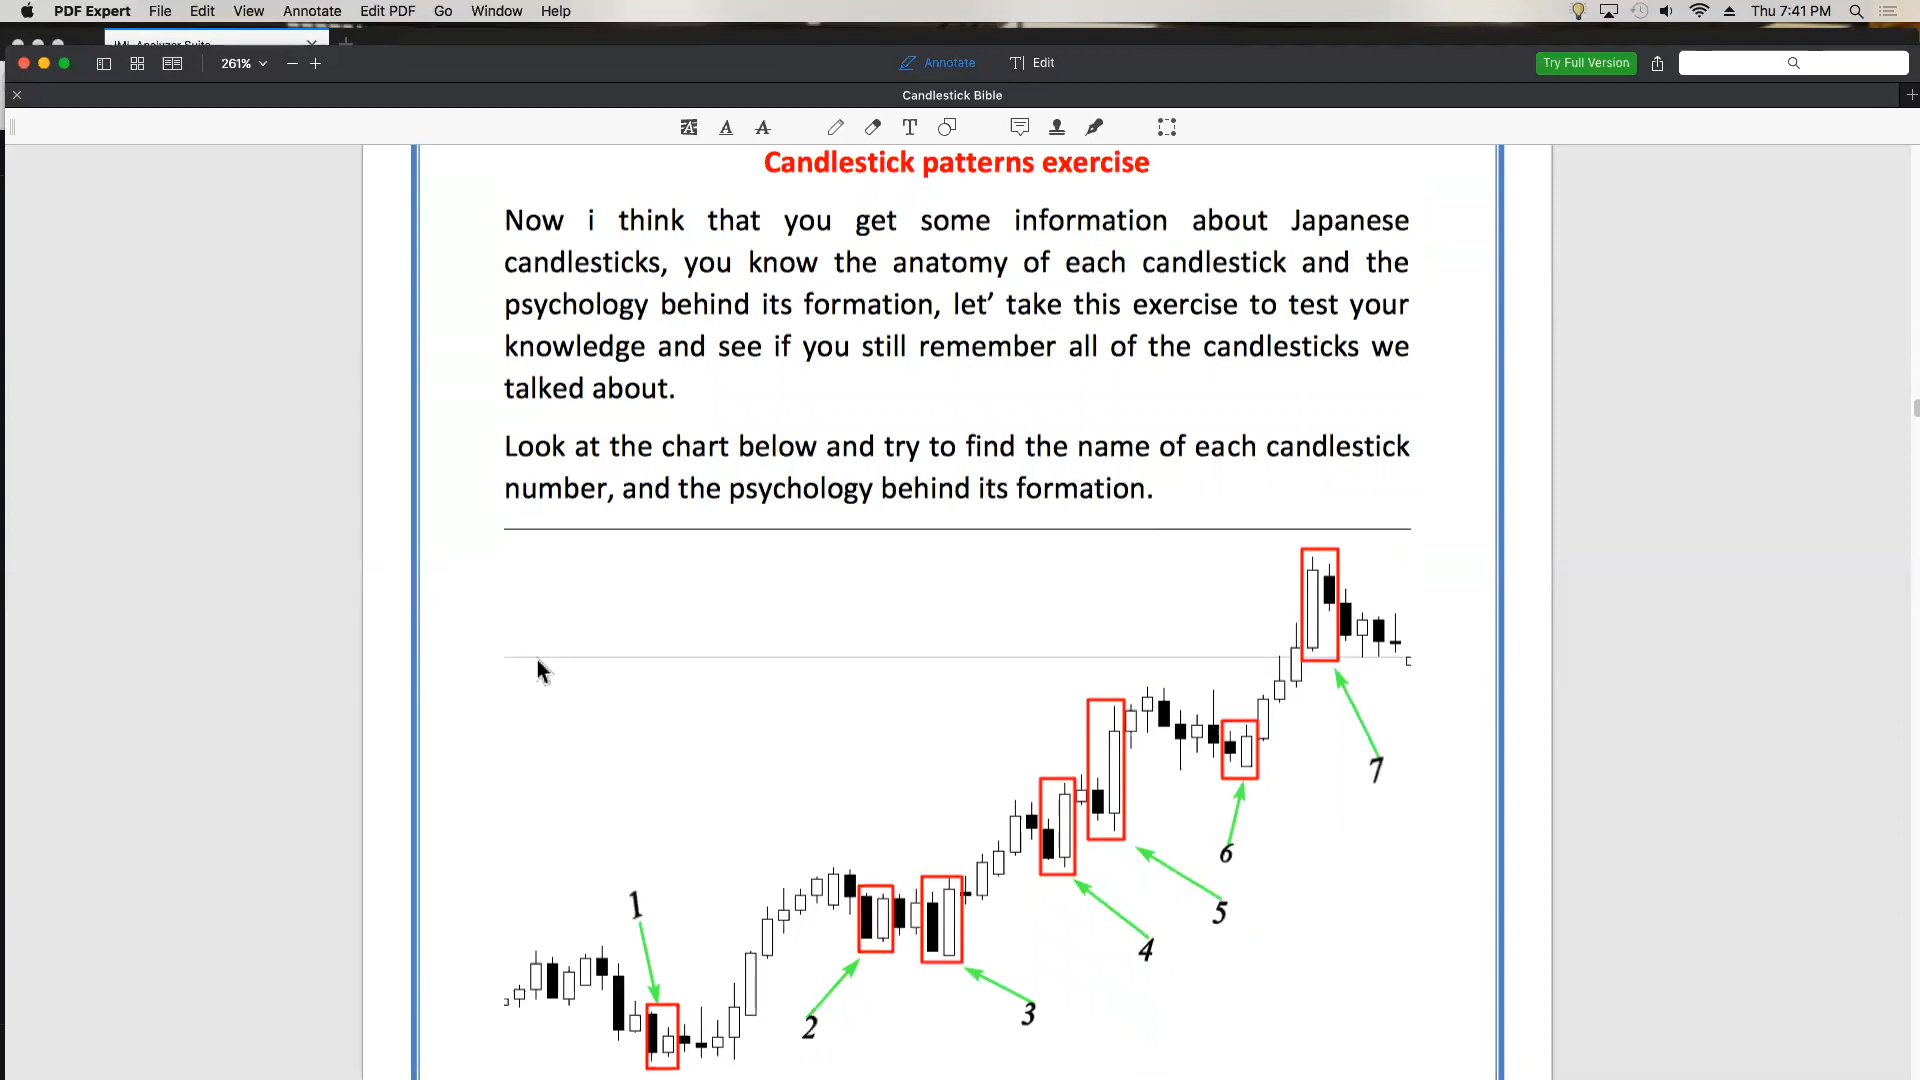 PDF Expert File Edit View Annotate Edit PDF Go Window Help Thu 7:41 PM
IML Analyzer Suite
261% Annotate T Edit Try Full Version
Candlestick Bible
A A A T
Candlestick patterns exercise
Now i think that you get some information about Japanese
candlesticks, you know the anatomy of each candlestick and the
psychology behind its formation, let’ take this exercise to test your
knowledge and see if you still remember all of the candlesticks we
talked about.
Look at the chart below and try to find the name of each candlestick
number, and the psychology behind its formation.
7
6
1
5
4
3
2